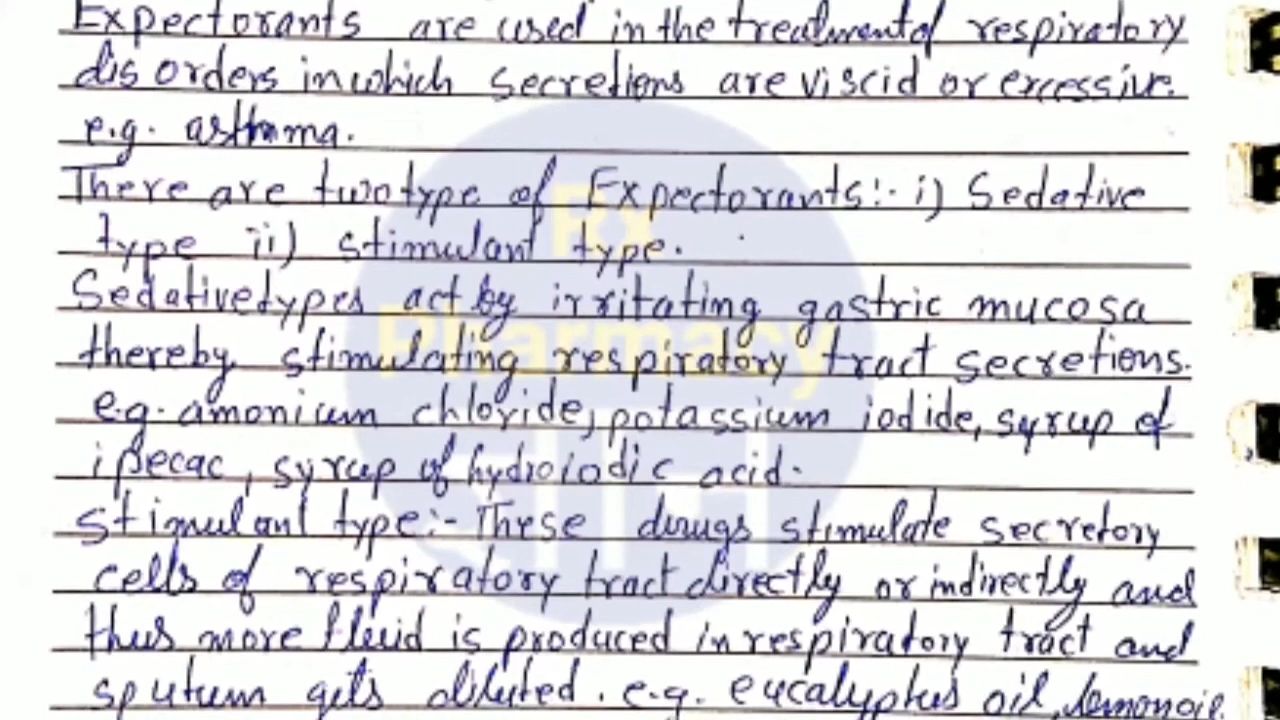 Expectorants are used in the treatment of respiratory
disorders in which secretions are viscid or excessive.
e.g. asthama.
There are two type of Expectorants:- i) Sedative
type ii) stimulant type.
Sedative types act by irritating gastric mucosa
thereby stimulating respiratory tract secretions.
e.g. amonium chloride, potassium iodide, syrup of
ipecac, syrup of hydroiodic acid.
Stimulant type:- These drugs stimulate secretory
cells of respiratory tract directly or indirectly and
thus more fluid is produced in respiratory tract and
sputum gets diluted. e.g. eucalyptus oil, lemon oil
Rx
Pharmacy